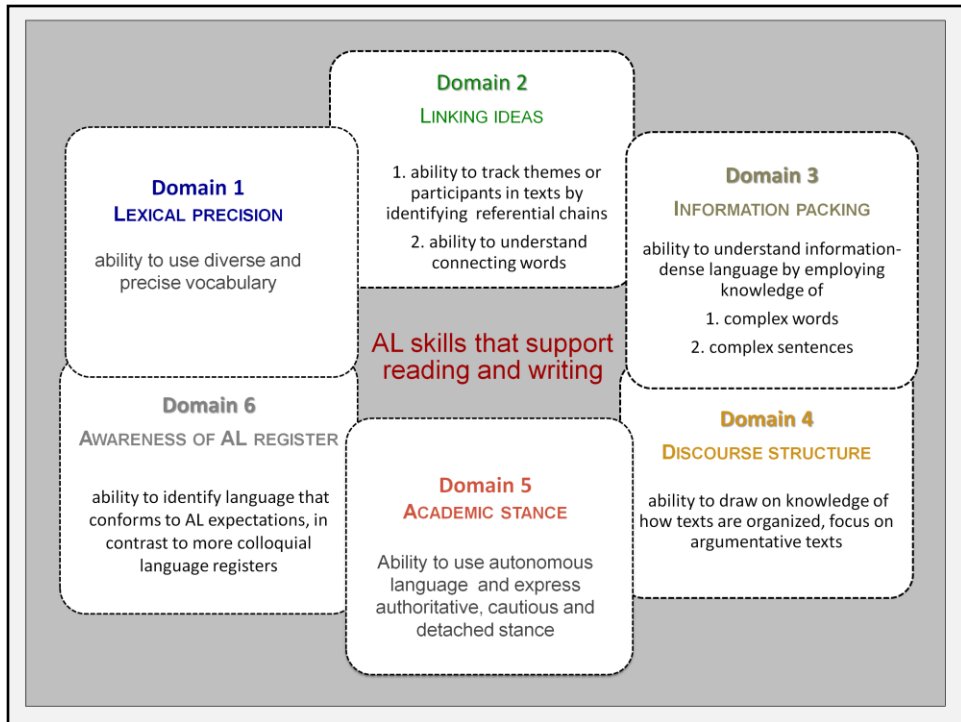 Domain 1
LEXICAL PRECISION
ability to use diverse and
precise vocabulary
Domain 2
LINKING IDEAS
1. ability to track themes or
participants in texts by
identifying referential chains
2. ability to understand
connecting words
Domain 3
INFORMATION PACKING
ability to understand information-
dense language by employing
knowledge of
1. complex words
2. complex sentences
AL skills that support
reading and writing
Domain 4
DISCOURSE STRUCTURE
ability to draw on knowledge of
how texts are organized, focus on
argumentative texts
Domain 5
ACADEMIC STANCE
Ability to use autonomous
language and express
authoritative, cautious and
detached stance
Domain 6
AWARENESS OF AL REGISTER
ability to identify language that
conforms to AL expectations, in
contrast to more colloquial
language registers